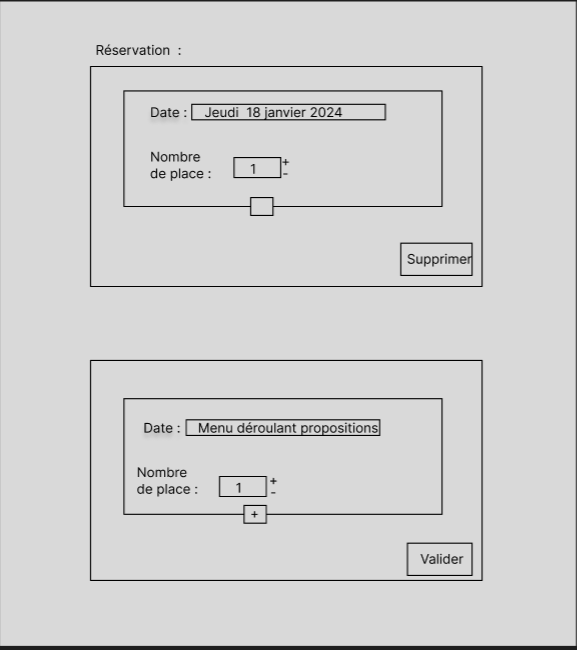 Réservation :
Date : Jeudi 18 janvier 2024
Nombre
de place : 1 +
-
Supprimer
Date : Menu déroulant propositions
Nombre
de place : 1 +
-
+
Valider